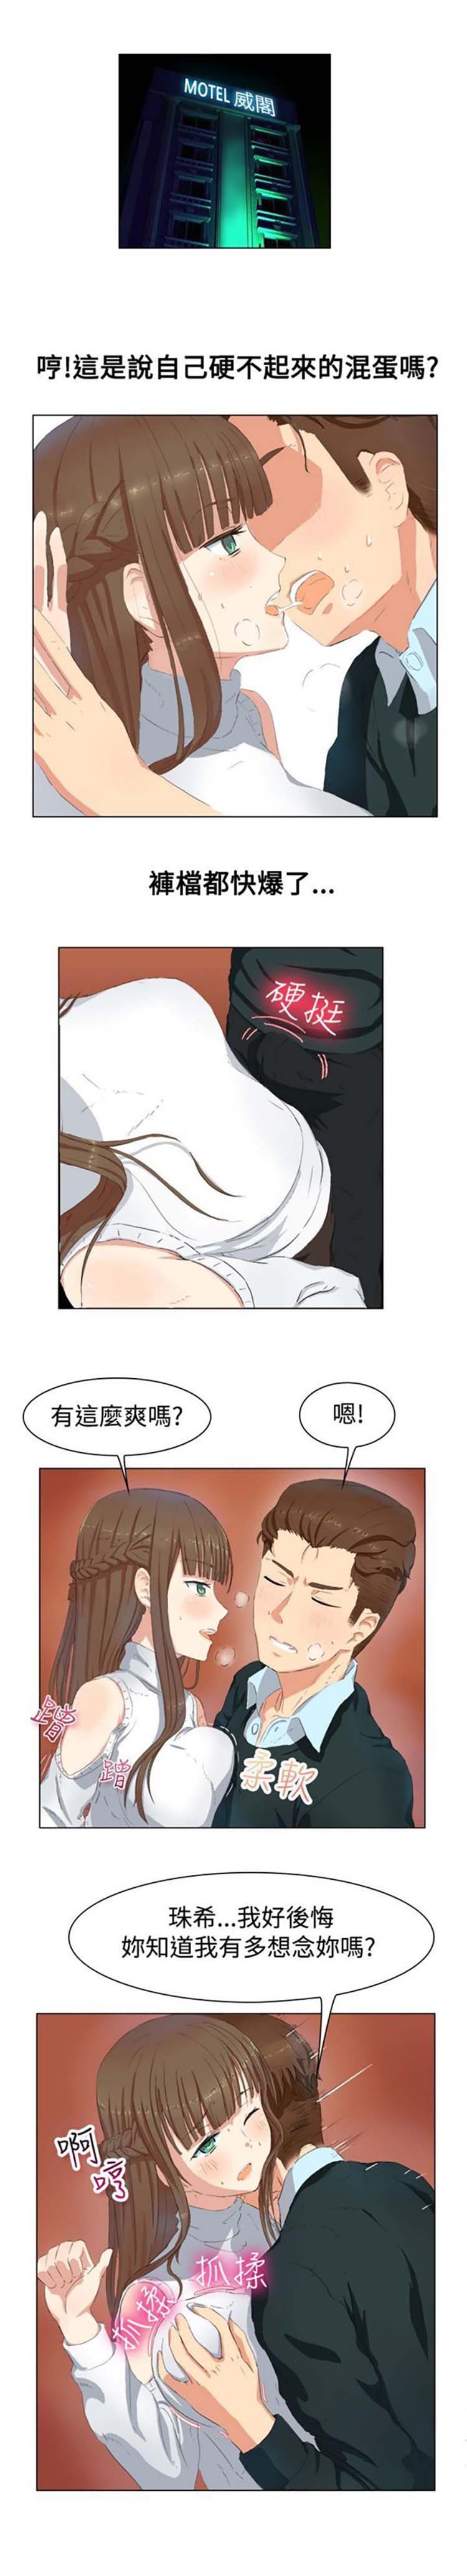 MOTEL 威閣
哼!這是說自己硬不起來的混蛋嗎?
褲檔都快爆了...
硬挺
有這麼爽嗎?
嗯!
蹭
蹭
柔軟
珠希...我好後悔
妳知道我有多想念妳嗎?
啊
哼
抓揉
抓揉